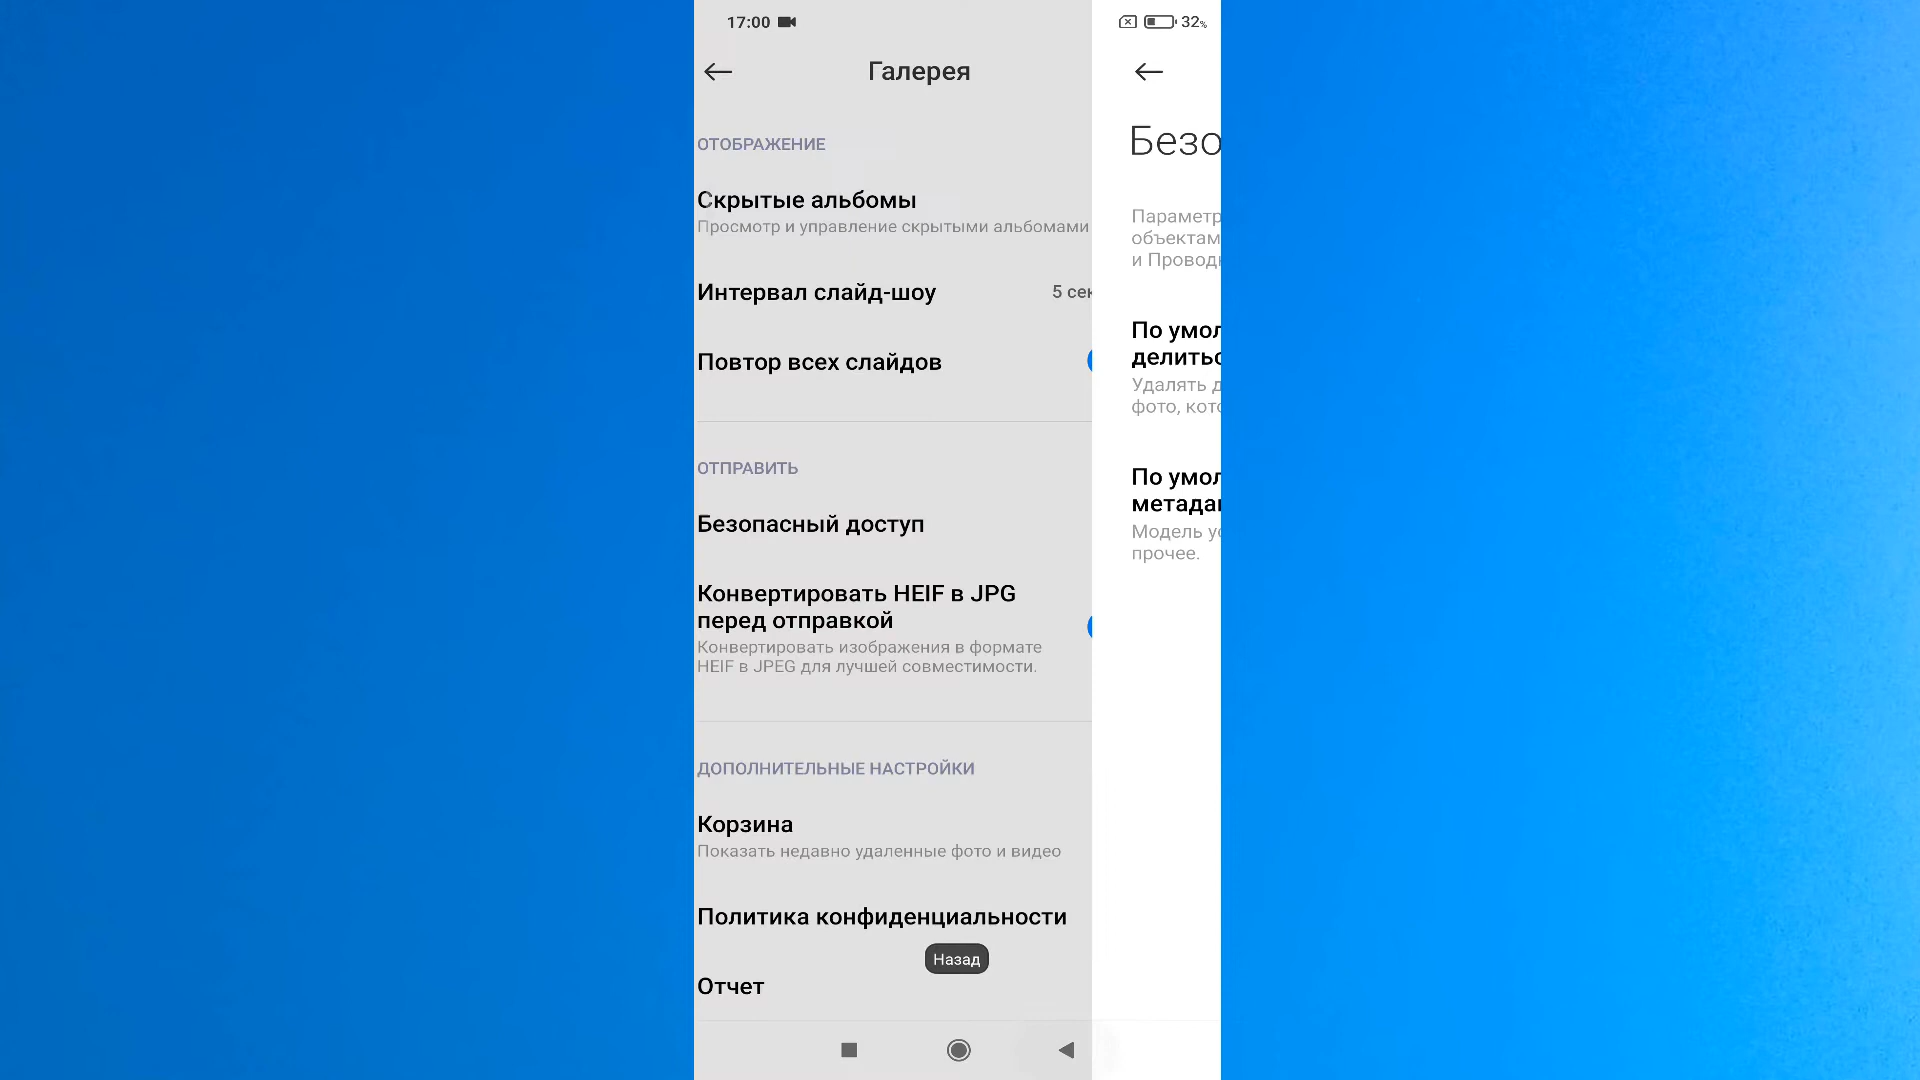 17:00
32%
Галерея
ОТОБРАЖЕНИЕ
Скрытые альбомы
Просмотр и управление скрытыми альбомами
Интервал слайд-шоу
5 сек
Повтор всех слайдов
ОТПРАВИТЬ
Безопасный доступ
Конвертировать HEIF в JPG
перед отправкой
Конвертировать изображения в формате
HEIF в JPEG для лучшей совместимости.
ДОПОЛНИТЕЛЬНЫЕ НАСТРОЙКИ
Корзина
Показать недавно удаленные фото и видео
Политика конфиденциальности
Назад
Отчет
Безо
Параметр
объектам
и Провод
По умол
делитьс
Удалять д
фото, кото
По умол
метадан
Модель ус
прочее.